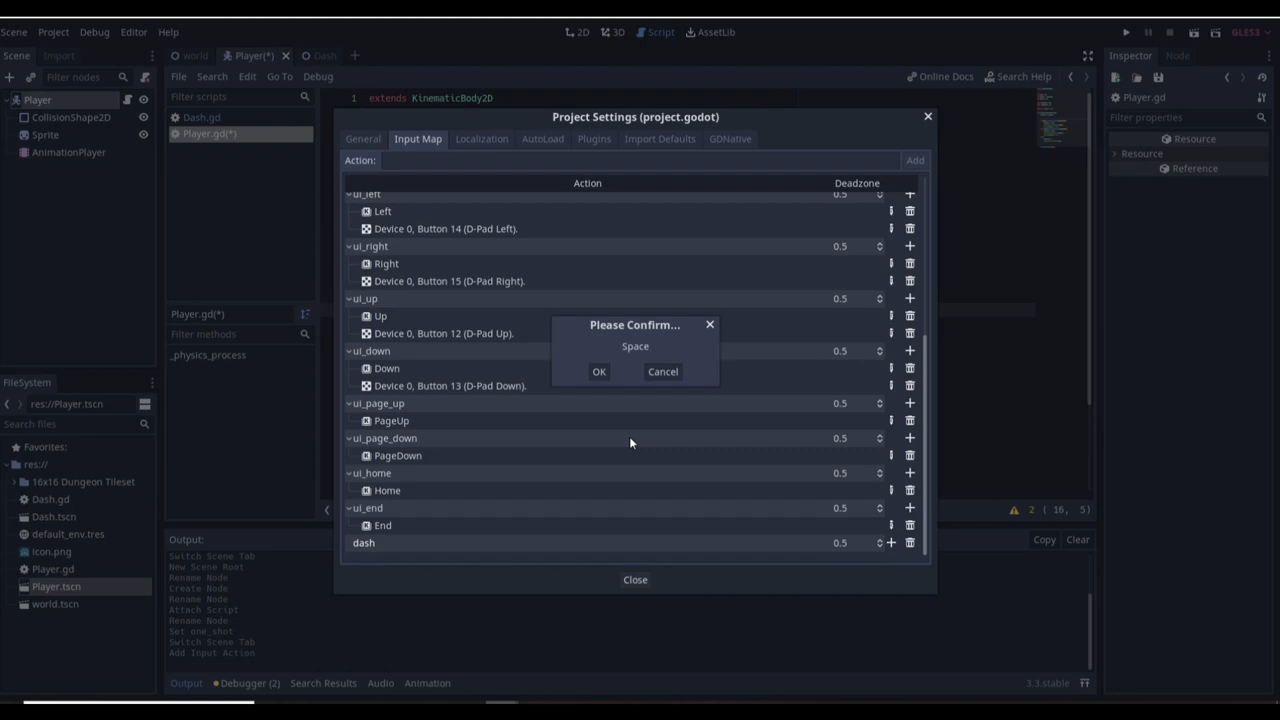 Scene Project Debug Editor Help 2D 3D Script AssetLib GLES3
Scene Import world Player(*) Dash Inspector Node
Filter nodes File Search Edit Go To Debug Online Docs Search Help
Player Filter scripts 1 extends KinematicBody2D Player.gd
CollisionShape2D Dash.gd Project Settings (project.godot) Filter properties
Sprite Player.gd(*) General Input Map Localization AutoLoad Plugins Import Defaults GDNative Resource
AnimationPlayer Action: Add Resource
Reference
Action Deadzone
ui_left 0.5
Left
Device 0, Button 14 (D-Pad Left).
ui_right 0.5
Right
Device 0, Button 15 (D-Pad Right).
ui_up 0.5
Up
Device 0, Button 12 (D-Pad Up).
ui_down 0.5
Down
Device 0, Button 13 (D-Pad Down).
ui_page_up 0.5
PageUp
ui_page_down 0.5
PageDown
ui_home 0.5
Home
ui_end 0.5
End
dash 0.5
Close
Please Confirm...
Space
OK Cancel
Player.gd(*)
Filter methods
_physics_process
FileSystem
res://Player.tscn
Search files
Favorites:
res://
16x16 Dungeon Tileset
Dash.gd
Dash.tscn
default_env.tres
icon.png
Player.gd
Player.tscn
world.tscn
2 ( 16, 5)
Output: Copy Clear
Switch Scene Tab
New Scene Root
Rename Node
Create Node
Rename Node
Attach Script
Rename Node
Set one_shot
Switch Scene Tab
Add Input Action
Output Debugger (2) Search Results Audio Animation 3.3.stable